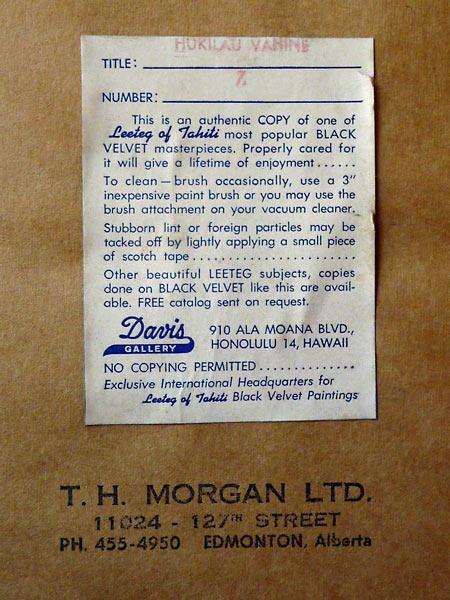 HUKILAU VAHINE
TITLE:
7.
NUMBER:
This is an authentic COPY of one of
Leeteg of Tahiti most popular BLACK
VELVET masterpieces. Properly cared for
it will give a lifetime of enjoyment......
To clean—brush occasionally, use a 3"
inexpensive paint brush or you may use the
brush attachment on your vacuum cleaner.
Stubborn lint or foreign particles may be
tacked off by lightly applying a small piece
of scotch tape.......................
Other beautiful LEETEG subjects, copies
done on BLACK VELVET like this are avail-
able. FREE catalog sent on request.
Davis
GALLERY
910 ALA MOANA BLVD.,
HONOLULU 14, HAWAII
NO COPYING PERMITTED..............
Exclusive International Headquarters for
Leeteg of Tahiti Black Velvet Paintings
T. H. MORGAN LTD.
11024 - 127TH STREET
PH. 455-4950 EDMONTON, Alberta